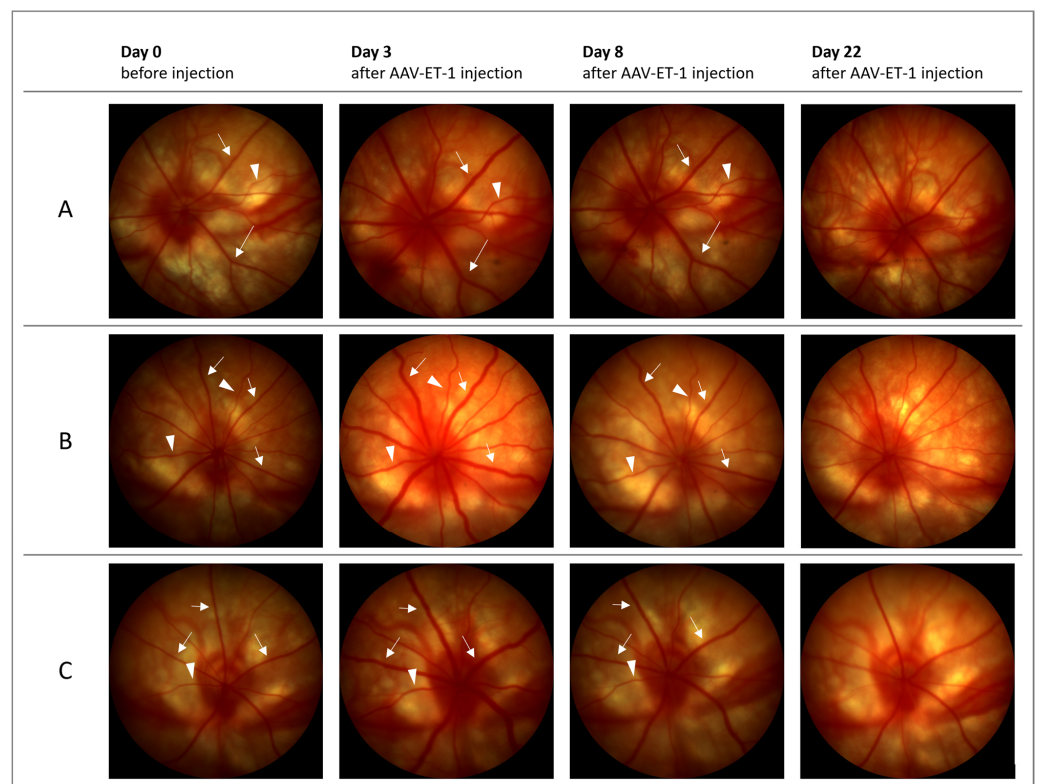 Day 0
before injection
Day 3
after AAV-ET-1 injection
Day 8
after AAV-ET-1 injection
Day 22
after AAV-ET-1 injection
A
B
C